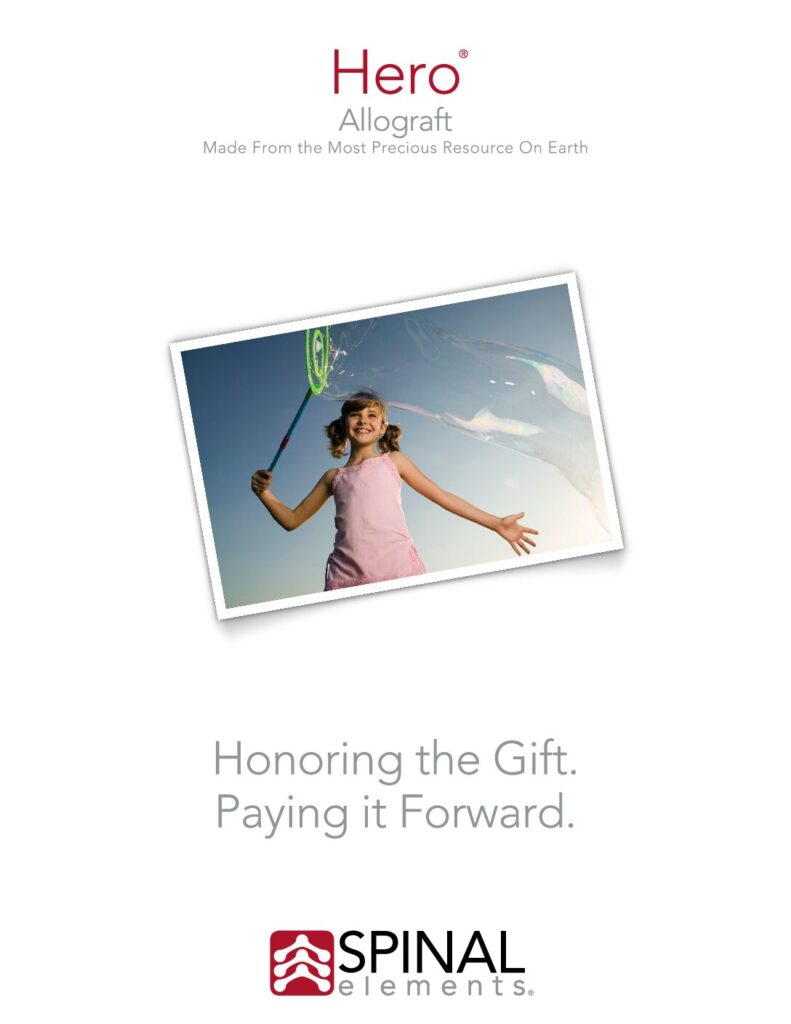 Hero®
Allograft
Made From the Most Precious Resource On Earth
Honoring the Gift.
Paying it Forward.
SPINAL
elements®